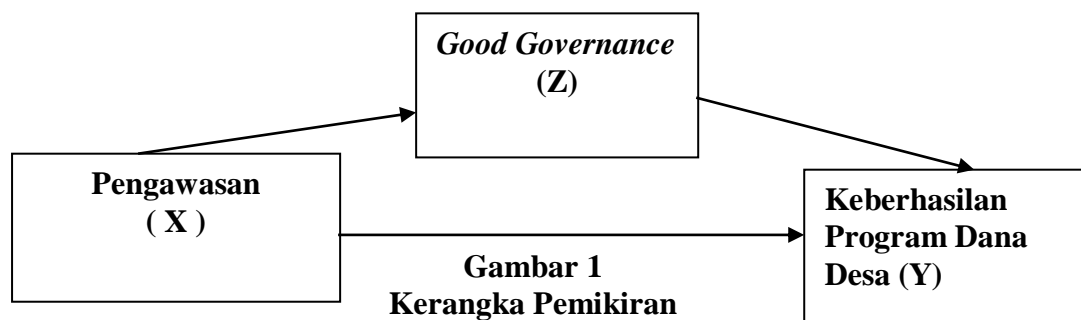 Good Governance
(Z)
Pengawasan
( X )
Keberhasilan
Program Dana
Desa (Y)
Gambar 1
Kerangka Pemikiran